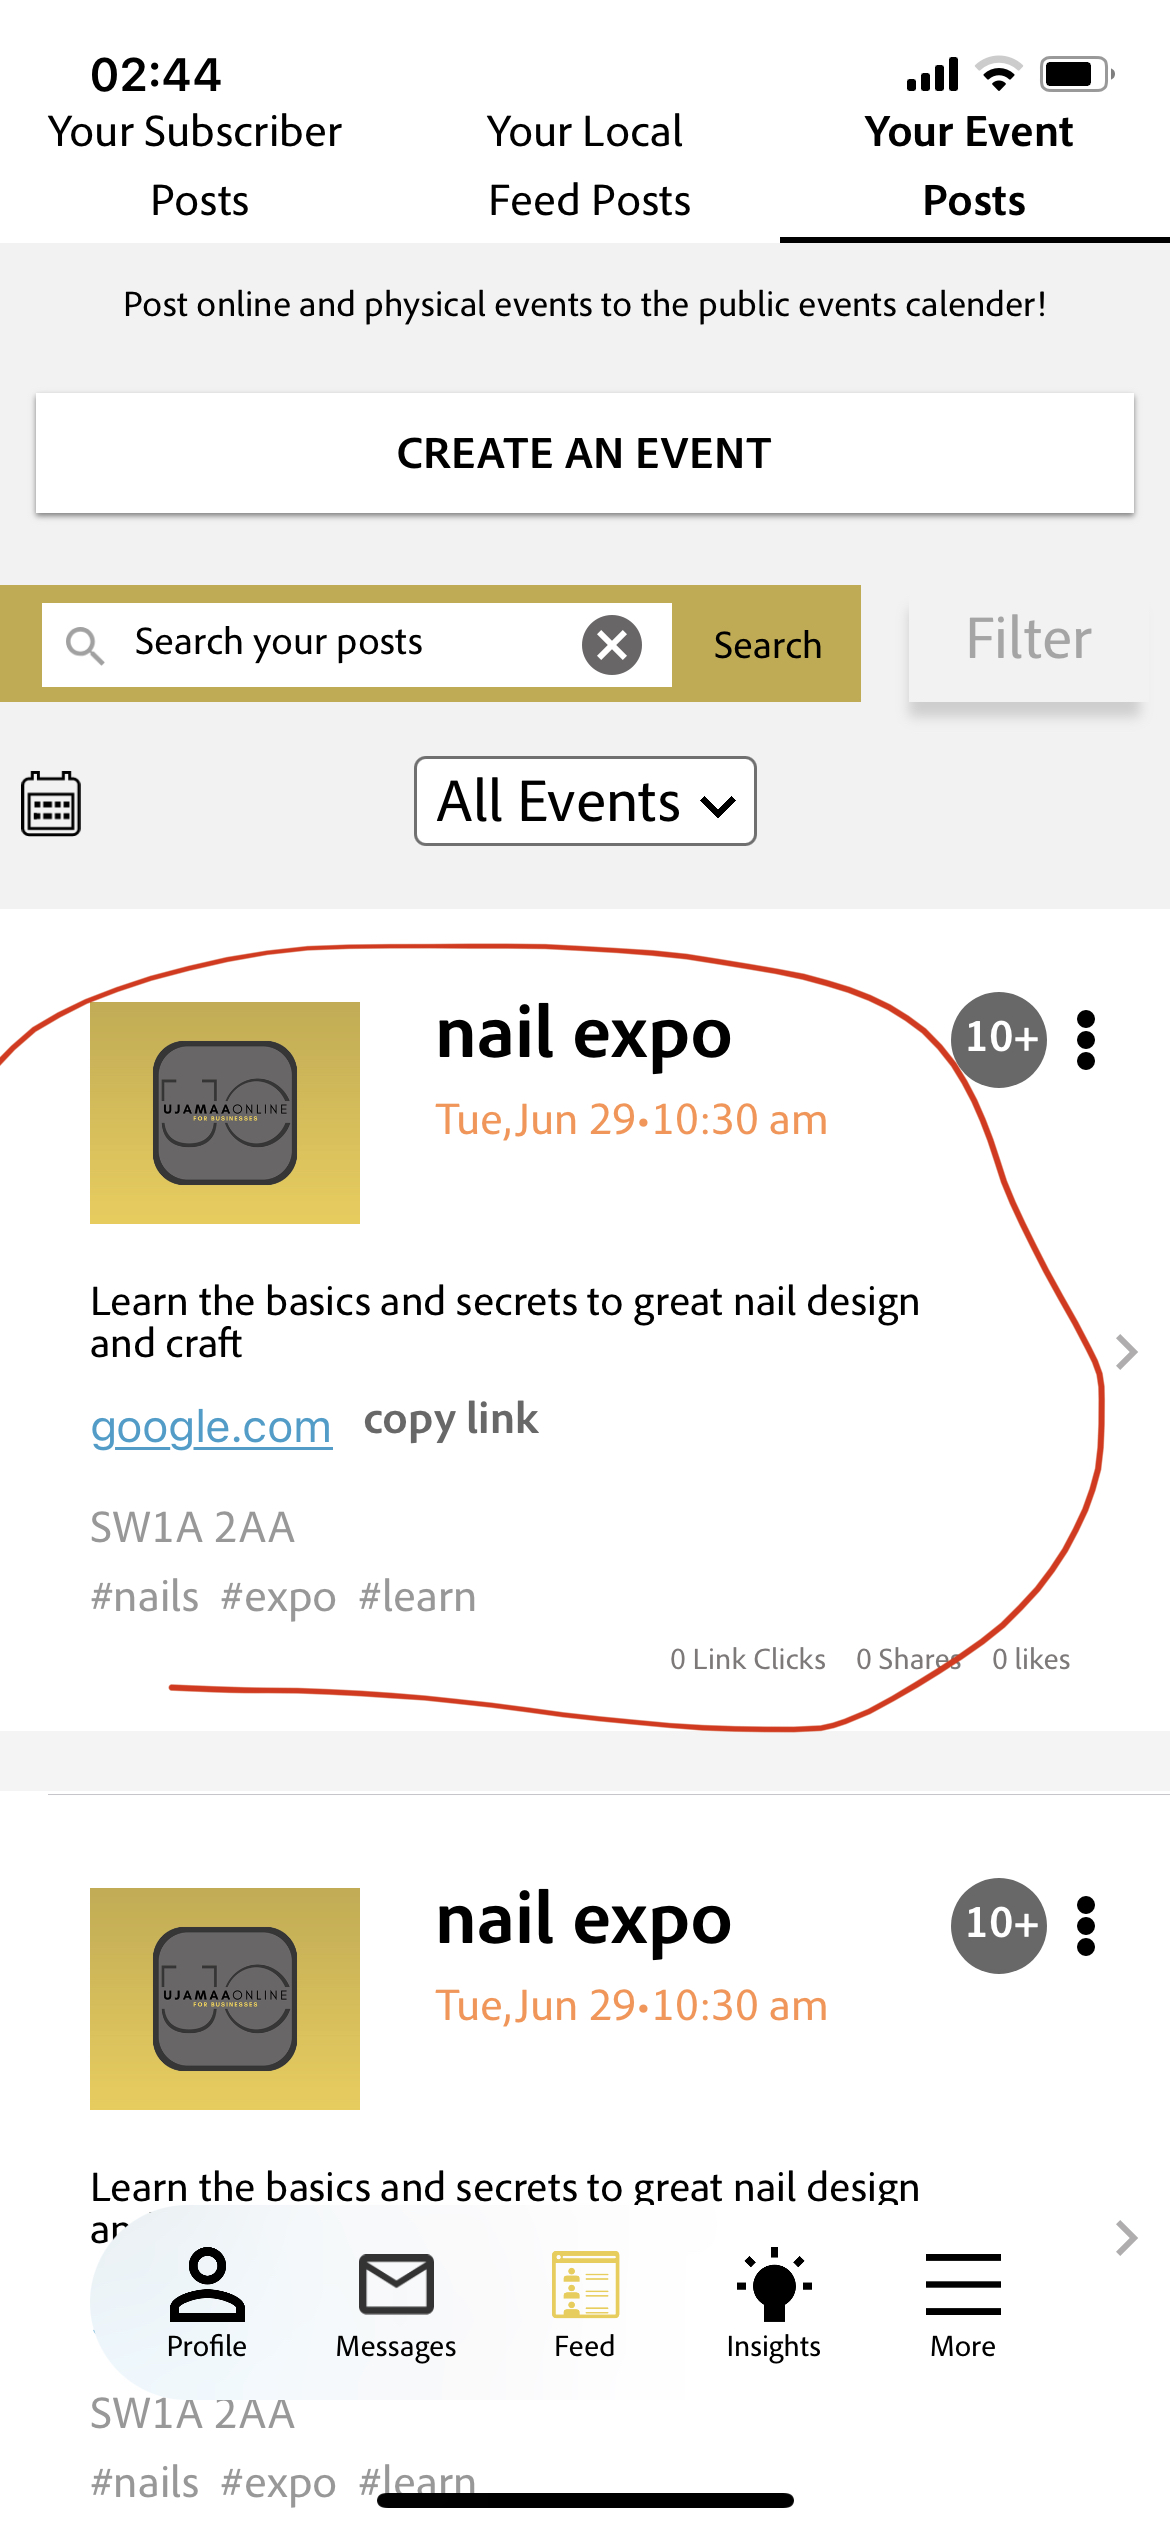 02:44
Your Subscriber Posts
Your Local Feed Posts
Your Event Posts
Post online and physical events to the public events calender!
CREATE AN EVENT
Search your posts
Search
Filter
All Events
UJAMAAONLINE
FOR BUSINESSES
nail expo
10+
Tue,Jun 29•10:30 am
Learn the basics and secrets to great nail design
and craft
google.com copy link
SW1A 2AA
#nails #expo #learn
0 Link Clicks 0 Shares 0 likes
UJAMAAONLINE
FOR BUSINESSES
nail expo
10+
Tue,Jun 29•10:30 am
Learn the basics and secrets to great nail design
Profile
Messages
Feed
Insights
More
SW1A 2AA
#nails #expo #learn